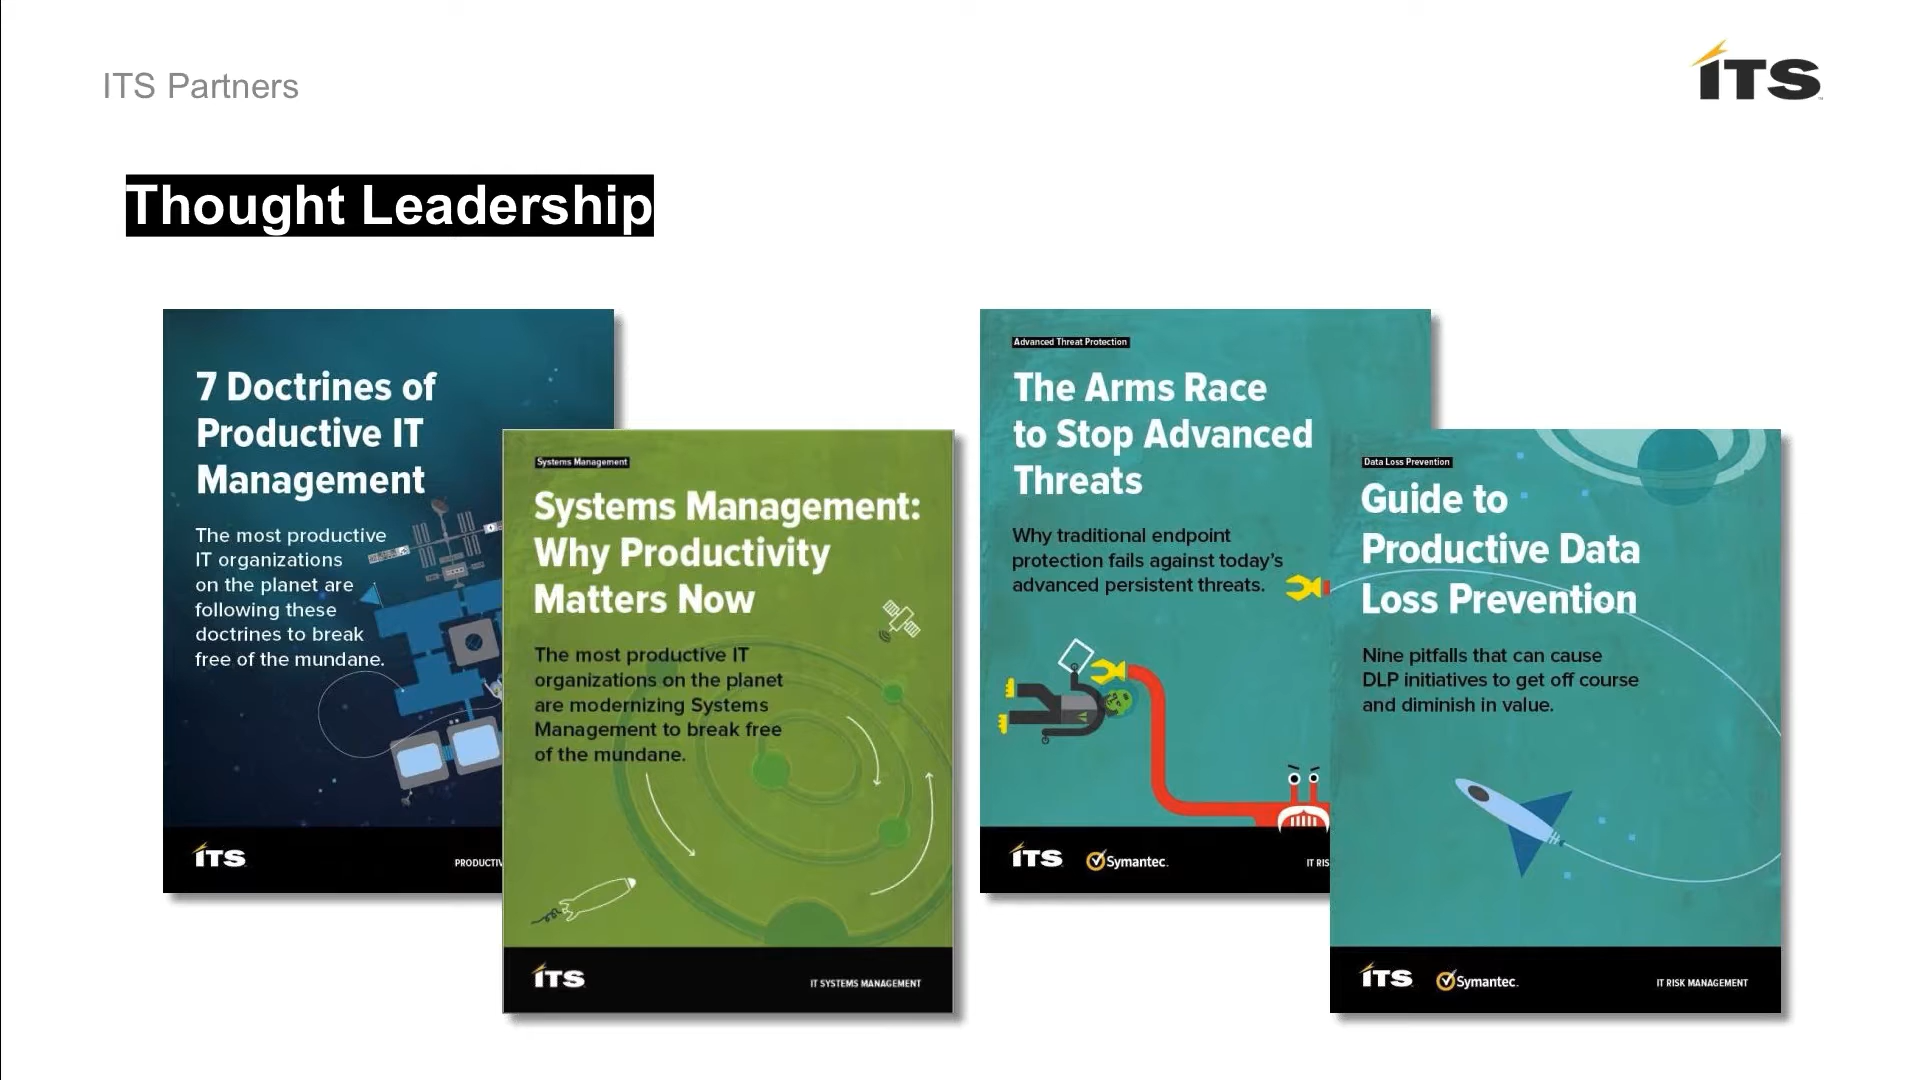 ITS Partners
ITS
Thought Leadership
7 Doctrines of
Productive IT
Management
The most productive
IT organizations
on the planet are
following these
doctrines to break
free of the mundane.
ITS
Systems Management
Systems Management:
Why Productivity
Matters Now
The most productive IT
organizations on the planet
are modernizing Systems
Management to break free
of the mundane.
ITS
IT SYSTEMS MANAGEMENT
Advanced Threat Protection
The Arms Race
to Stop Advanced
Threats
Why traditional endpoint
protection fails against today's
advanced persistent threats.
ITS
Symantec.
IT RIS
Data Loss Prevention
Guide to
Productive Data
Loss Prevention
Nine pitfalls that can cause
DLP initiatives to get off course
and diminish in value.
ITS
Symantec.
IT RISK MANAGEMENT